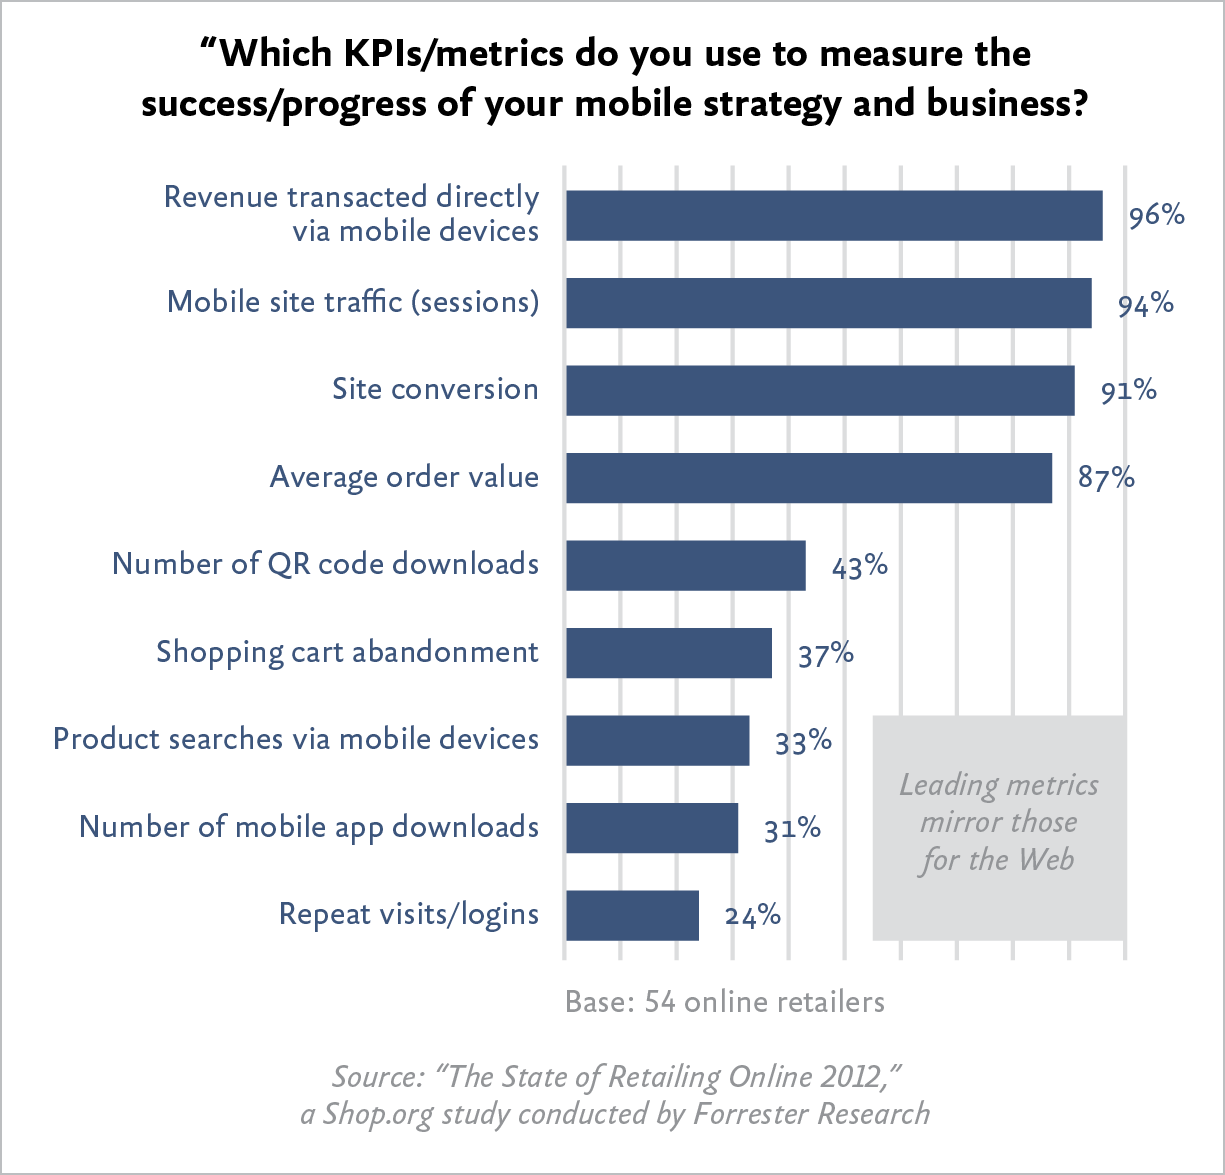 “Which KPIs/metrics do you use to measure the
success/progress of your mobile strategy and business?
Revenue transacted directly
via mobile devices
96%
Mobile site traffic (sessions)
94%
Site conversion
91%
Average order value
87%
Number of QR code downloads
43%
Shopping cart abandonment
37%
Product searches via mobile devices
33%
Number of mobile app downloads
31%
Repeat visits/logins
24%
Leading metrics
mirror those
for the Web
Base: 54 online retailers
Source: “The State of Retailing Online 2012,”
a Shop.org study conducted by Forrester Research